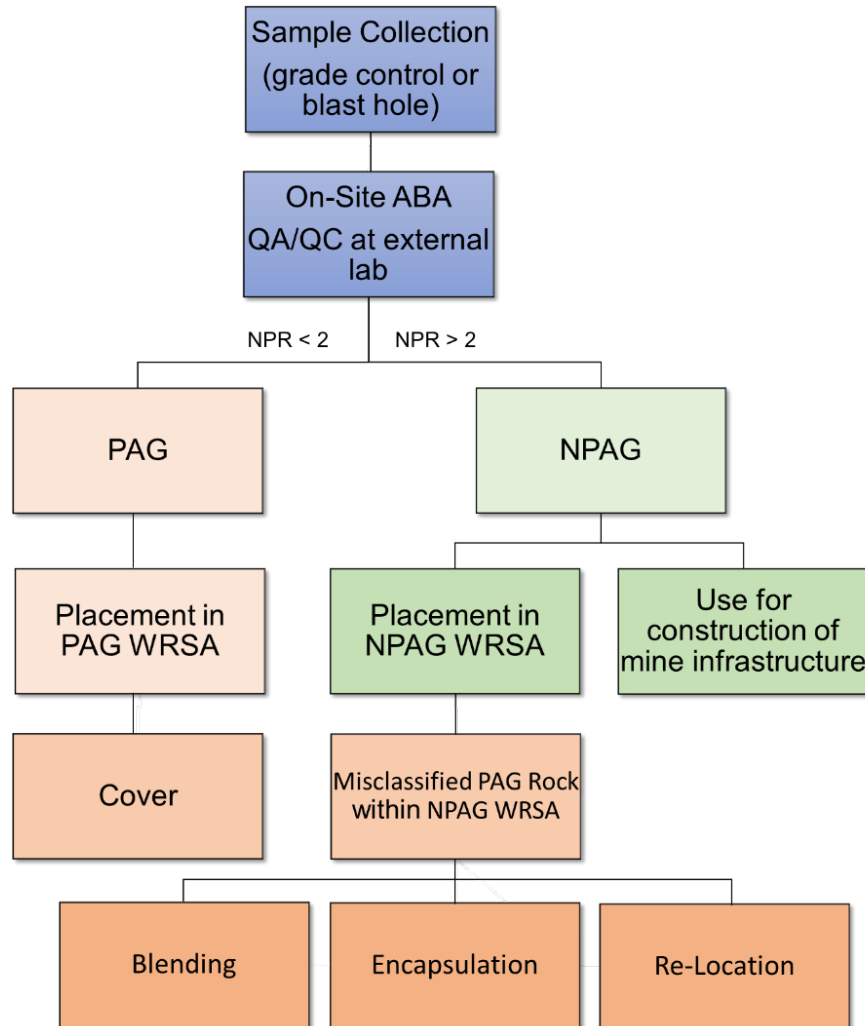 Sample Collection
(grade control or
blast hole)
On-Site ABA
QA/QC at external
lab
NPR < 2
NPR > 2
PAG
NPAG
Placement in
PAG WRSA
Placement in
NPAG WRSA
Use for
construction of
mine infrastructure
Cover
Misclassified PAG Rock
within NPAG WRSA
Blending
Encapsulation
Re-Location